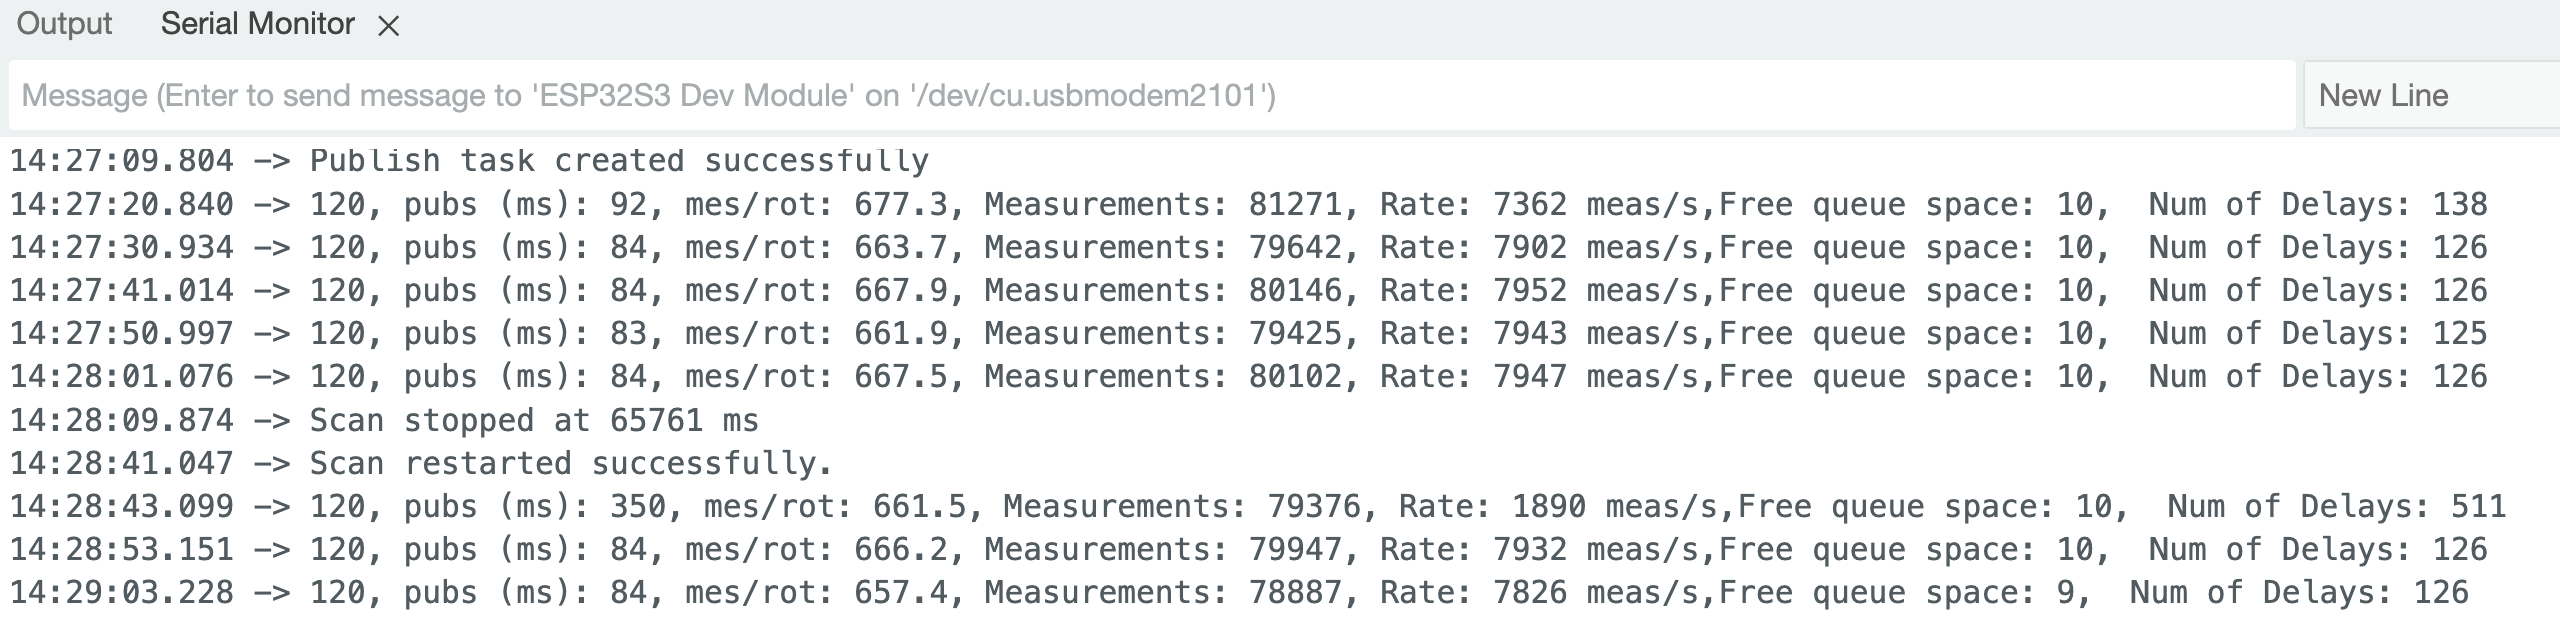 Output Serial Monitor ×
Message (Enter to send message to 'ESP32S3 Dev Module' on '/dev/cu.usbmodem2101') New Line
14:27:09.804 -> Publish task created successfully
14:27:20.840 -> 120, pubs (ms): 92, mes/rot: 677.3, Measurements: 81271, Rate: 7362 meas/s,Free queue space: 10,  Num of Delays: 138
14:27:30.934 -> 120, pubs (ms): 84, mes/rot: 663.7, Measurements: 79642, Rate: 7902 meas/s,Free queue space: 10,  Num of Delays: 126
14:27:41.014 -> 120, pubs (ms): 84, mes/rot: 667.9, Measurements: 80146, Rate: 7952 meas/s,Free queue space: 10,  Num of Delays: 126
14:27:50.997 -> 120, pubs (ms): 83, mes/rot: 661.9, Measurements: 79425, Rate: 7943 meas/s,Free queue space: 10,  Num of Delays: 125
14:28:01.076 -> 120, pubs (ms): 84, mes/rot: 667.5, Measurements: 80102, Rate: 7947 meas/s,Free queue space: 10,  Num of Delays: 126
14:28:09.874 -> Scan stopped at 65761 ms
14:28:41.047 -> Scan restarted successfully.
14:28:43.099 -> 120, pubs (ms): 350, mes/rot: 661.5, Measurements: 79376, Rate: 1890 meas/s,Free queue space: 10,  Num of Delays: 511
14:28:53.151 -> 120, pubs (ms): 84, mes/rot: 666.2, Measurements: 79947, Rate: 7932 meas/s,Free queue space: 10,  Num of Delays: 126
14:29:03.228 -> 120, pubs (ms): 84, mes/rot: 657.4, Measurements: 78887, Rate: 7826 meas/s,Free queue space: 9,  Num of Delays: 126